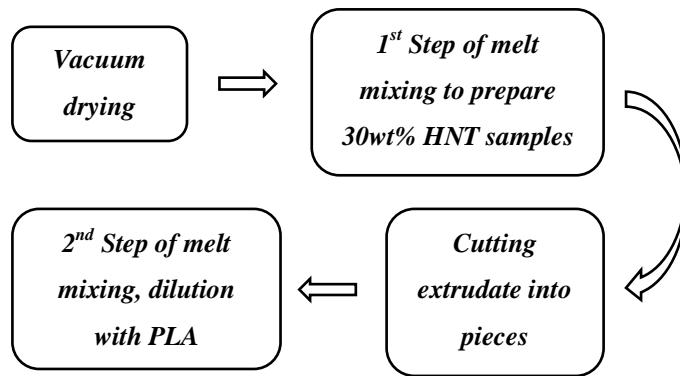 Vacuum
drying
1st Step of melt
mixing to prepare
30wt% HNT samples
Cutting
extrudate into
pieces
2nd Step of melt
mixing, dilution
with PLA